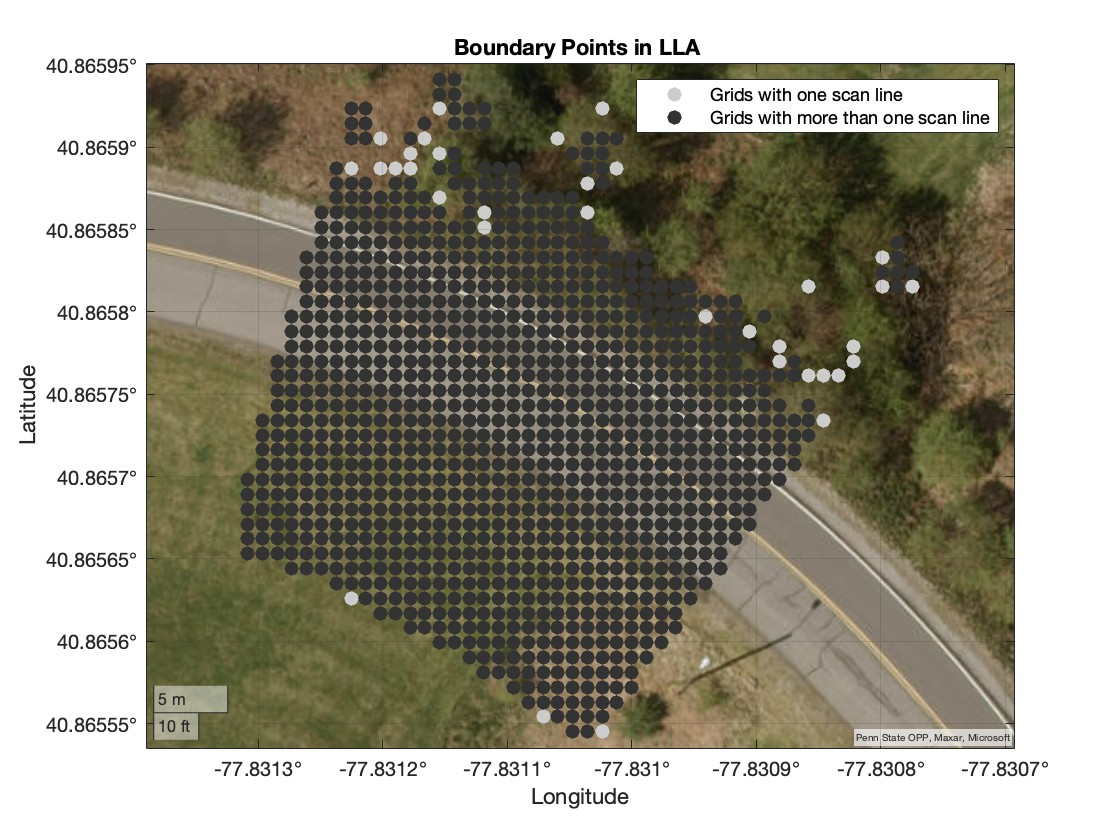 Boundary Points in LLA
Grids with one scan line
Grids with more than one scan line
40.86595°
40.8659°
40.86585°
40.8658°
40.86575°
40.8657°
40.86565°
40.8656°
40.86555°
Latitude
5 m
10 ft
Penn State OPP, Maxar, Microsoft
-77.8313° -77.8312° -77.8311° -77.831° -77.8309° -77.8308° -77.8307°
Longitude